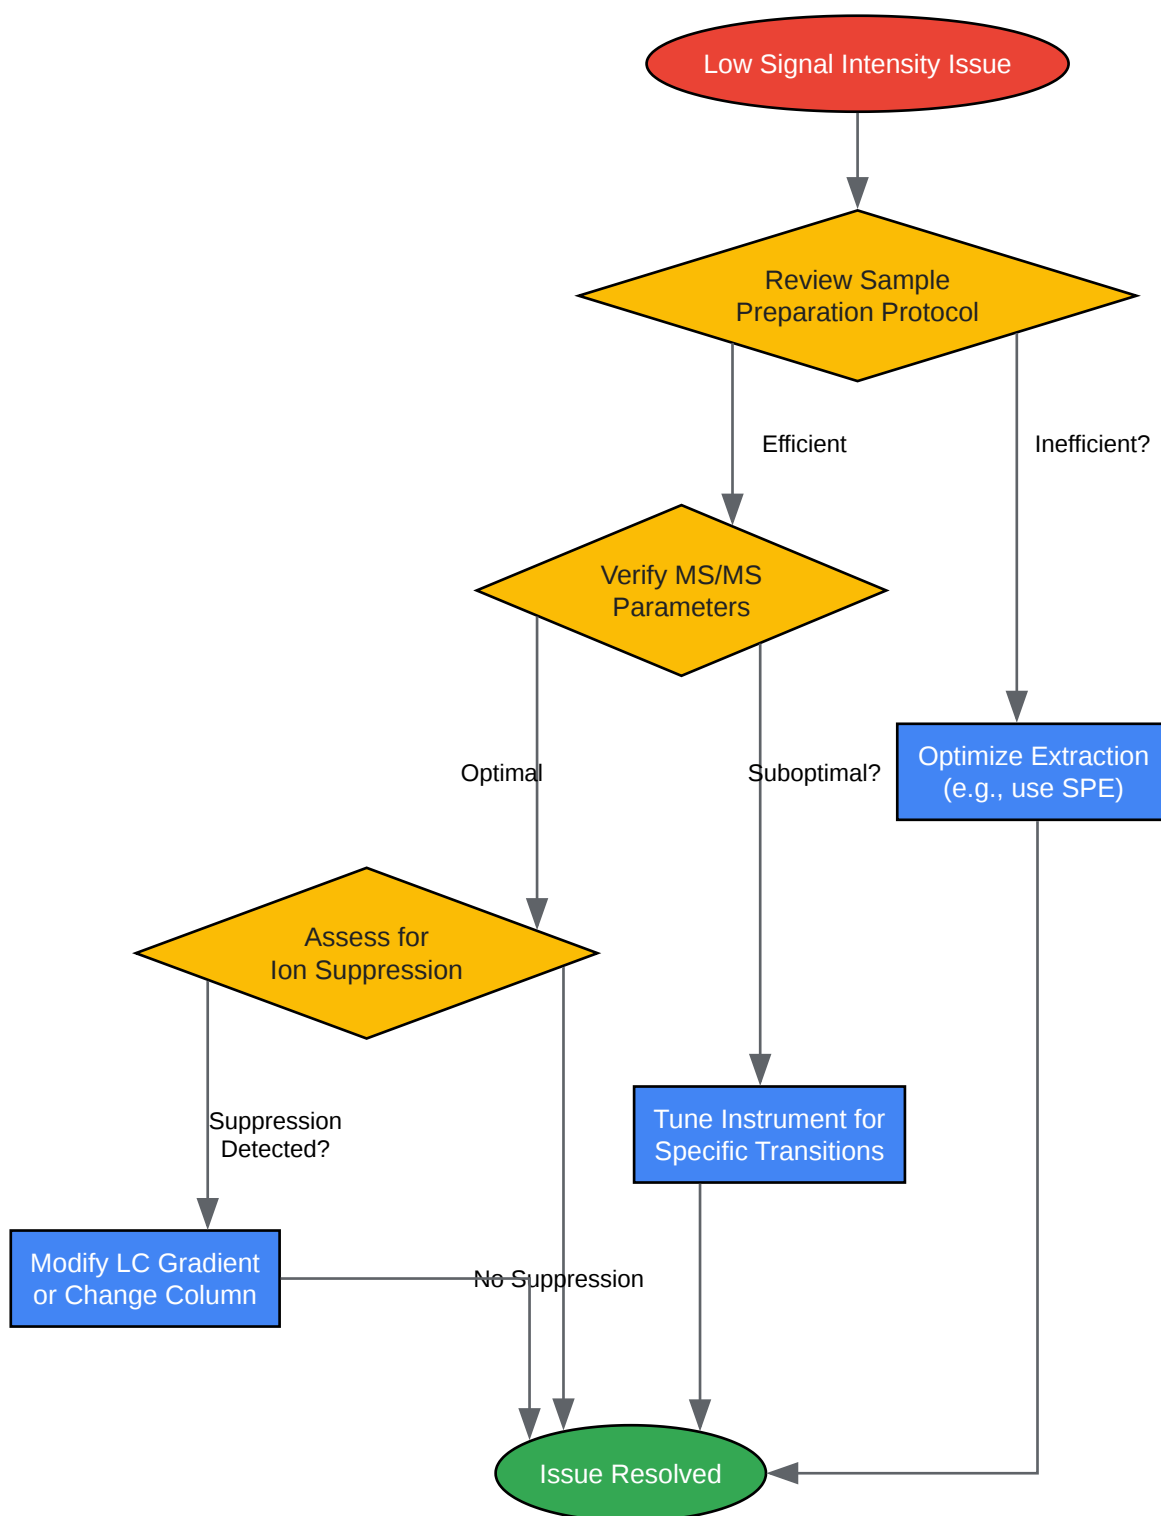 Low Signal Intensity Issue
Review Sample
Preparation Protocol
Efficient
Inefficient?
Verify MS/MS
Parameters
Optimal
Suboptimal?
Optimize Extraction
(e.g., use SPE)
Assess for
Ion Suppression
Suppression
Detected?
Tune Instrument for
Specific Transitions
Modify LC Gradient
or Change Column
No Suppression
Issue Resolved